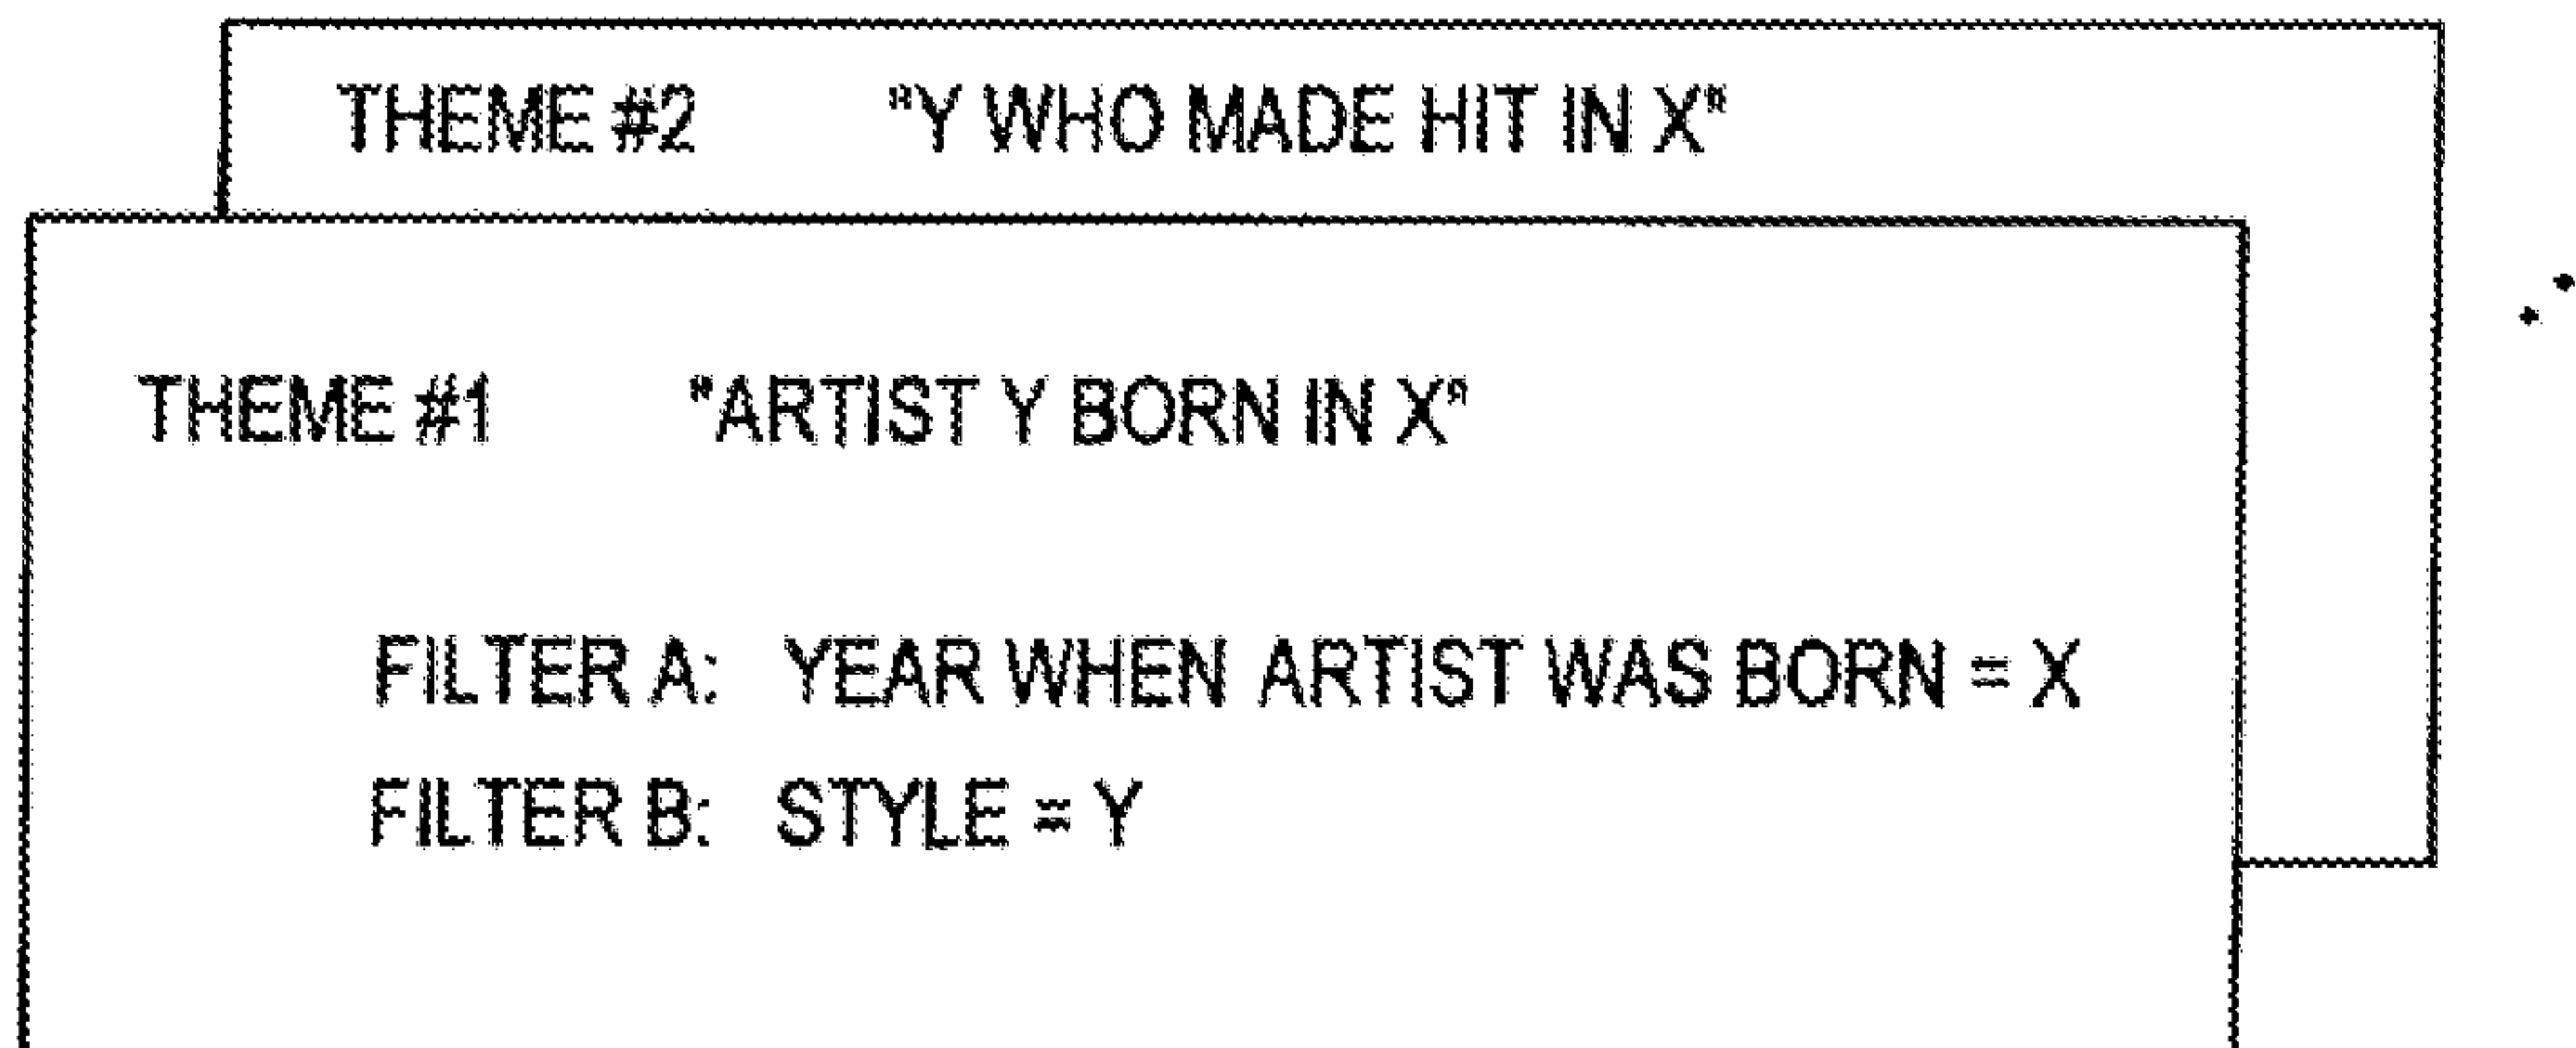 THEME #2 "Y WHO MADE HIT IN X"
THEME #1 "ARTIST Y BORN IN X"
FILTER A: YEAR WHEN ARTIST WAS BORN = X
FILTER B: STYLE = Y